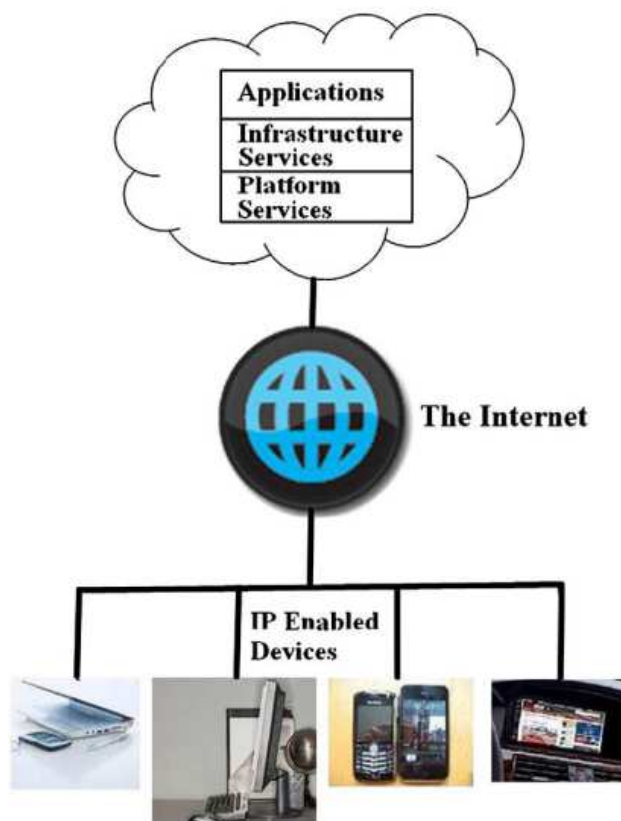 Applications
Infrastructure
Services
Platform
Services
The Internet
IP Enabled
Devices